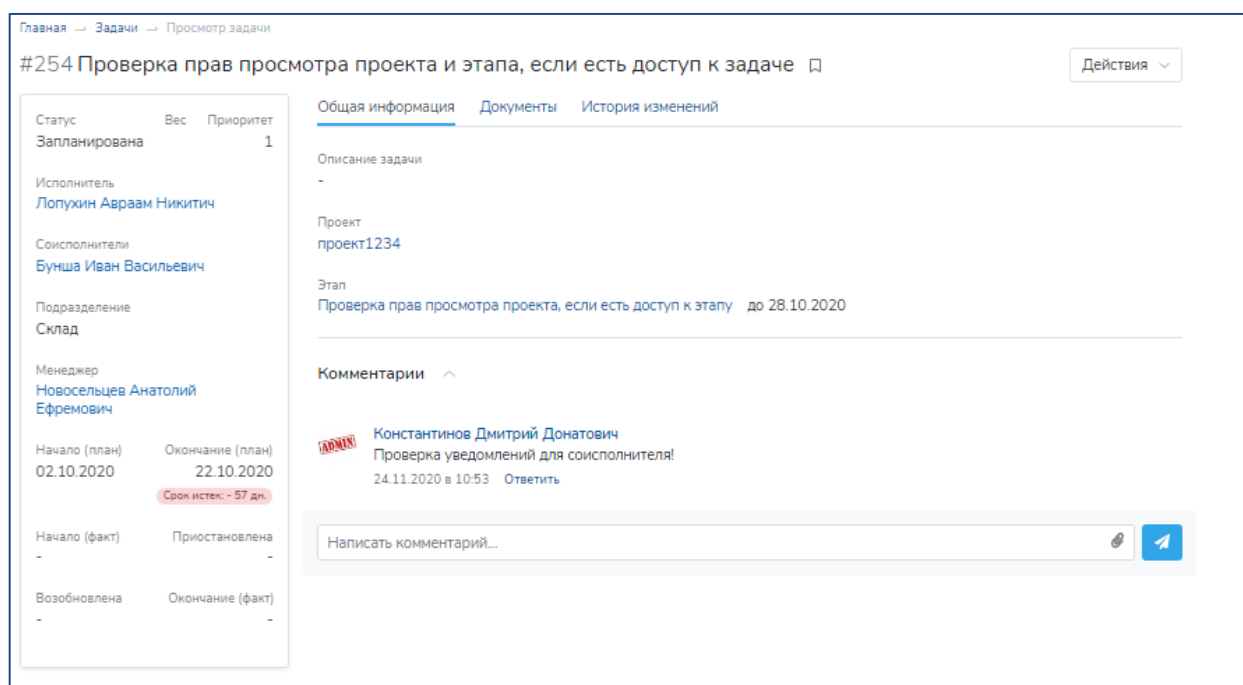 Главная → Задачи → Просмотр задачи
#254 Проверка прав просмотра проекта и этапа, если есть доступ к задаче
Действия
Статус Вес Приоритет
Запланирована 1
Исполнитель
Лопухин Авраам Никитич
Соисполнители
Бунша Иван Васильевич
Подразделение
Склад
Менеджер
Новосельцев Анатолий
Ефремович
Начало (план) Окончание (план)
02.10.2020 22.10.2020
Срок истек: - 57 дн.
Начало (факт) Приостановлена
- -
Возобновлена Окончание (факт)
- -
Общая информация Документы История изменений
Описание задачи
-
Проект
проект1234
Этап
Проверка прав просмотра проекта, если есть доступ к этапу до 28.10.2020
Комментарии
ADMIN
Константинов Дмитрий Донатович
Проверка уведомлений для соисполнителя!
24.11.2020 в 10:53 Ответить
Написать комментарий...